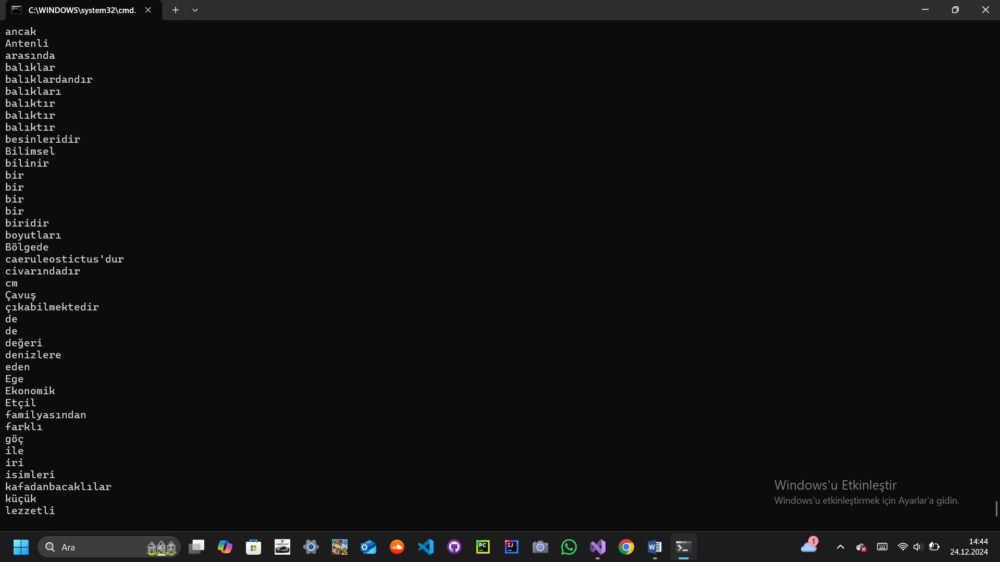 C:\WINDOWS\system32\cmd.
ancak
Antenli
arasında
balıklar
balıklardandır
balıkları
balıktır
balıktır
balıktır
besinleridir
Bilimsel
bilinir
bir
bir
bir
bir
biridir
boyutları
Bölgede
caeruleostictus'dur
civarındadır
cm
Çavuş
çıkabilmektedir
de
de
değeri
denizlere
eden
Ege
Ekonomik
Etçil
familyasından
farklı
göç
ile
iri
isimleri
kafadanbacaklılar
küçük
lezzetli
Windows'u Etkinleştir
Windows'u etkinleştirmek için Ayarlar'a gidin.
Ara
PC
IJ
1
14:44
24.12.2024